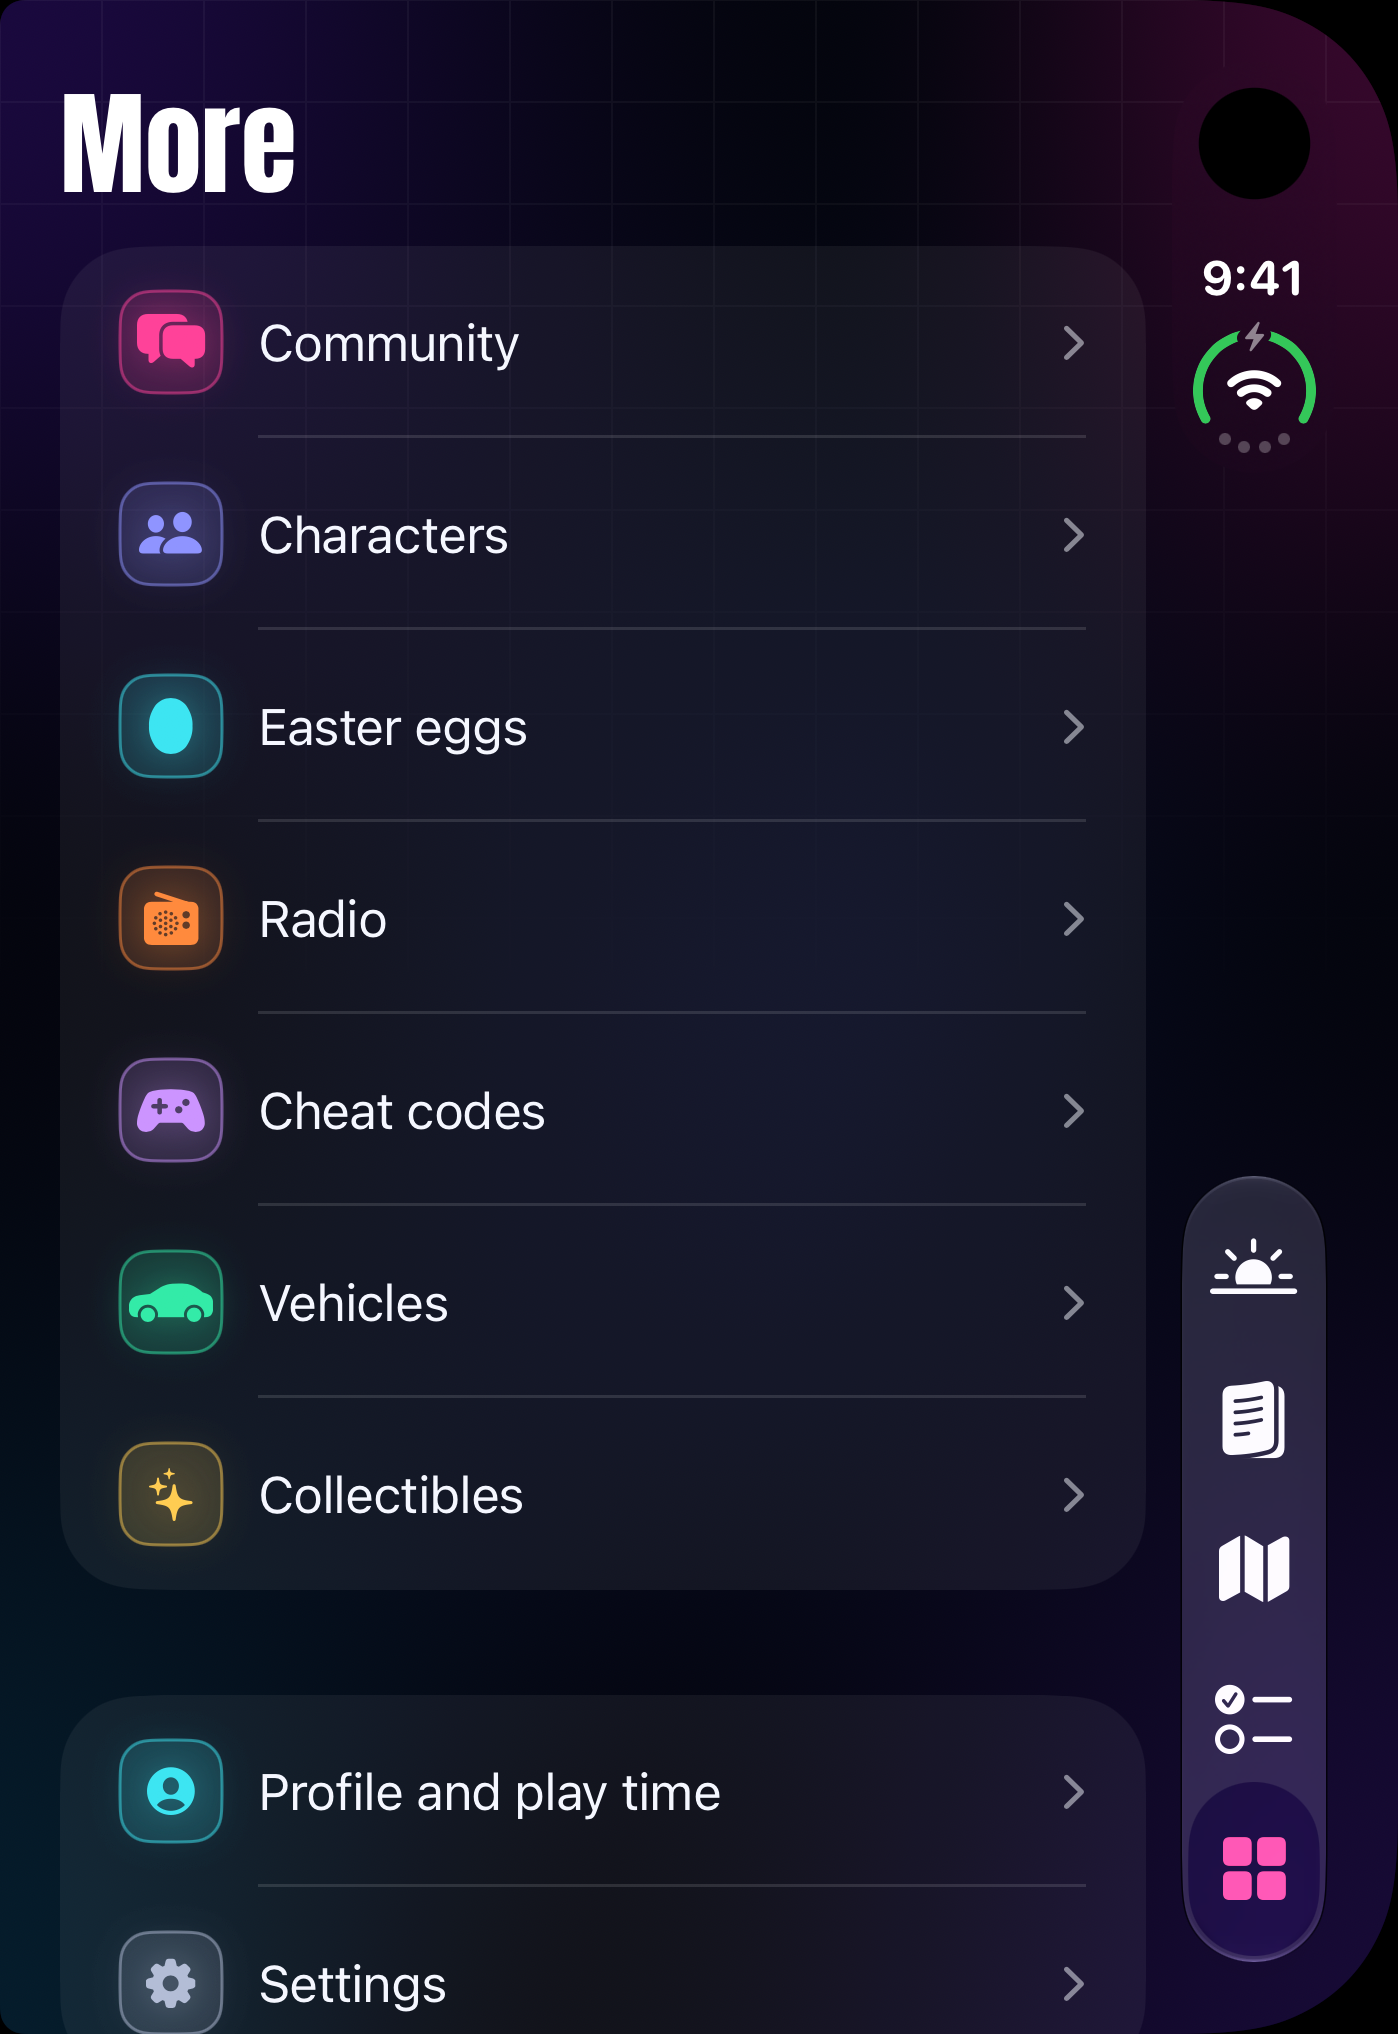 More
9:41
Community
Characters
Easter eggs
Radio
Cheat codes
Vehicles
Collectibles
Profile and play time
Settings